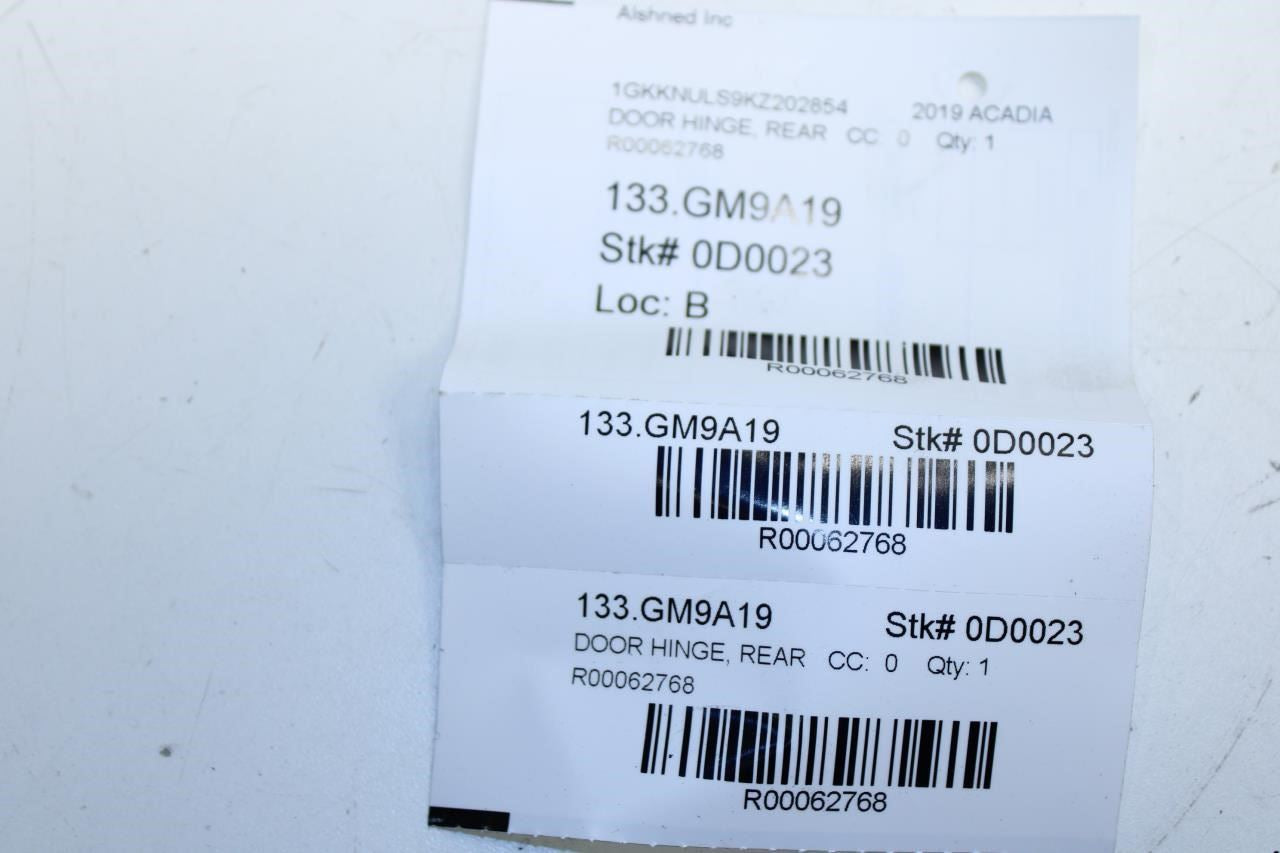 Alshned Inc
1GKKNULS9KZ202854 2019 ACADIA
DOOR HINGE, REAR CC: 0 Qty: 1
R00062768
133.GM9A19
Stk# 0D0023
Loc: B
R00062768
133.GM9A19 Stk# 0D0023
R00062768
133.GM9A19 Stk# 0D0023
DOOR HINGE, REAR CC: 0 Qty: 1
R00062768
R00062768